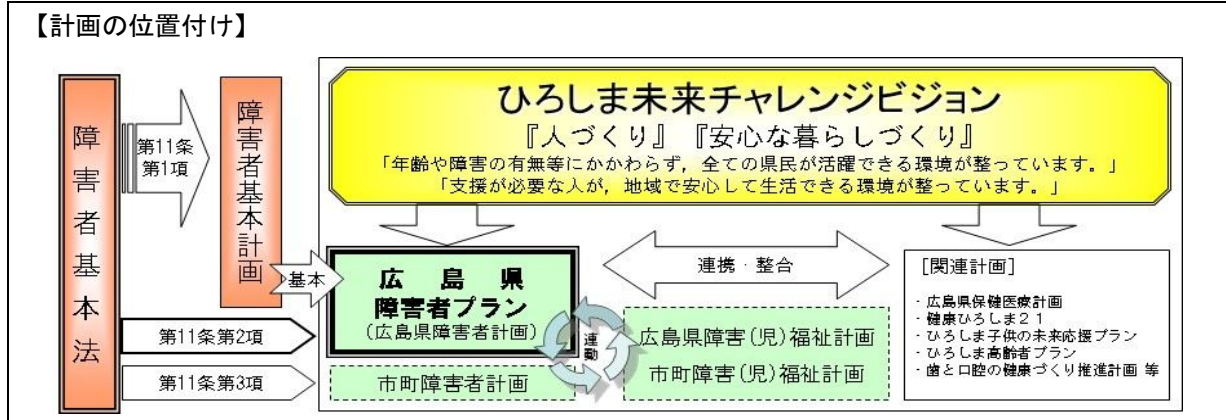 【計画の位置付け】
障害者基本法
第11条
第1項
障害者基本計画
基本
第11条第2項
第11条第3項
ひろしま未来チャレンジビジョン
『人づくり』『安心な暮らしづくり』
「年齢や障害の有無等にかかわらず，全ての県民が活躍できる環境が整っています。」
「支援が必要な人が，地域で安心して生活できる環境が整っています。」
広島県
障害者プラン
(広島県障害者計画)
市町障害者計画
連動
連携・整合
広島県障害(児)福祉計画
市町障害(児)福祉計画
[関連計画]
・広島県保健医療計画
・健康ひろしま２１
・ひろしま子供の未来応援プラン
・ひろしま高齢者プラン
・歯と口腔の健康づくり推進計画 等